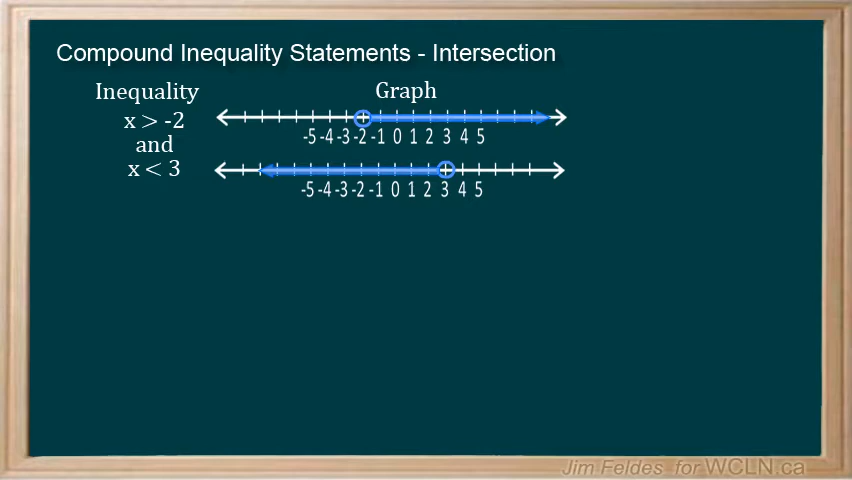 Compound Inequality Statements - Intersection
Inequality
Graph
x > -2
-5 -4 -3 -2 -1 0 1 2 3 4 5
and
x < 3
-5 -4 -3 -2 -1 0 1 2 3 4 5
Jim Feldes for WCLN.ca